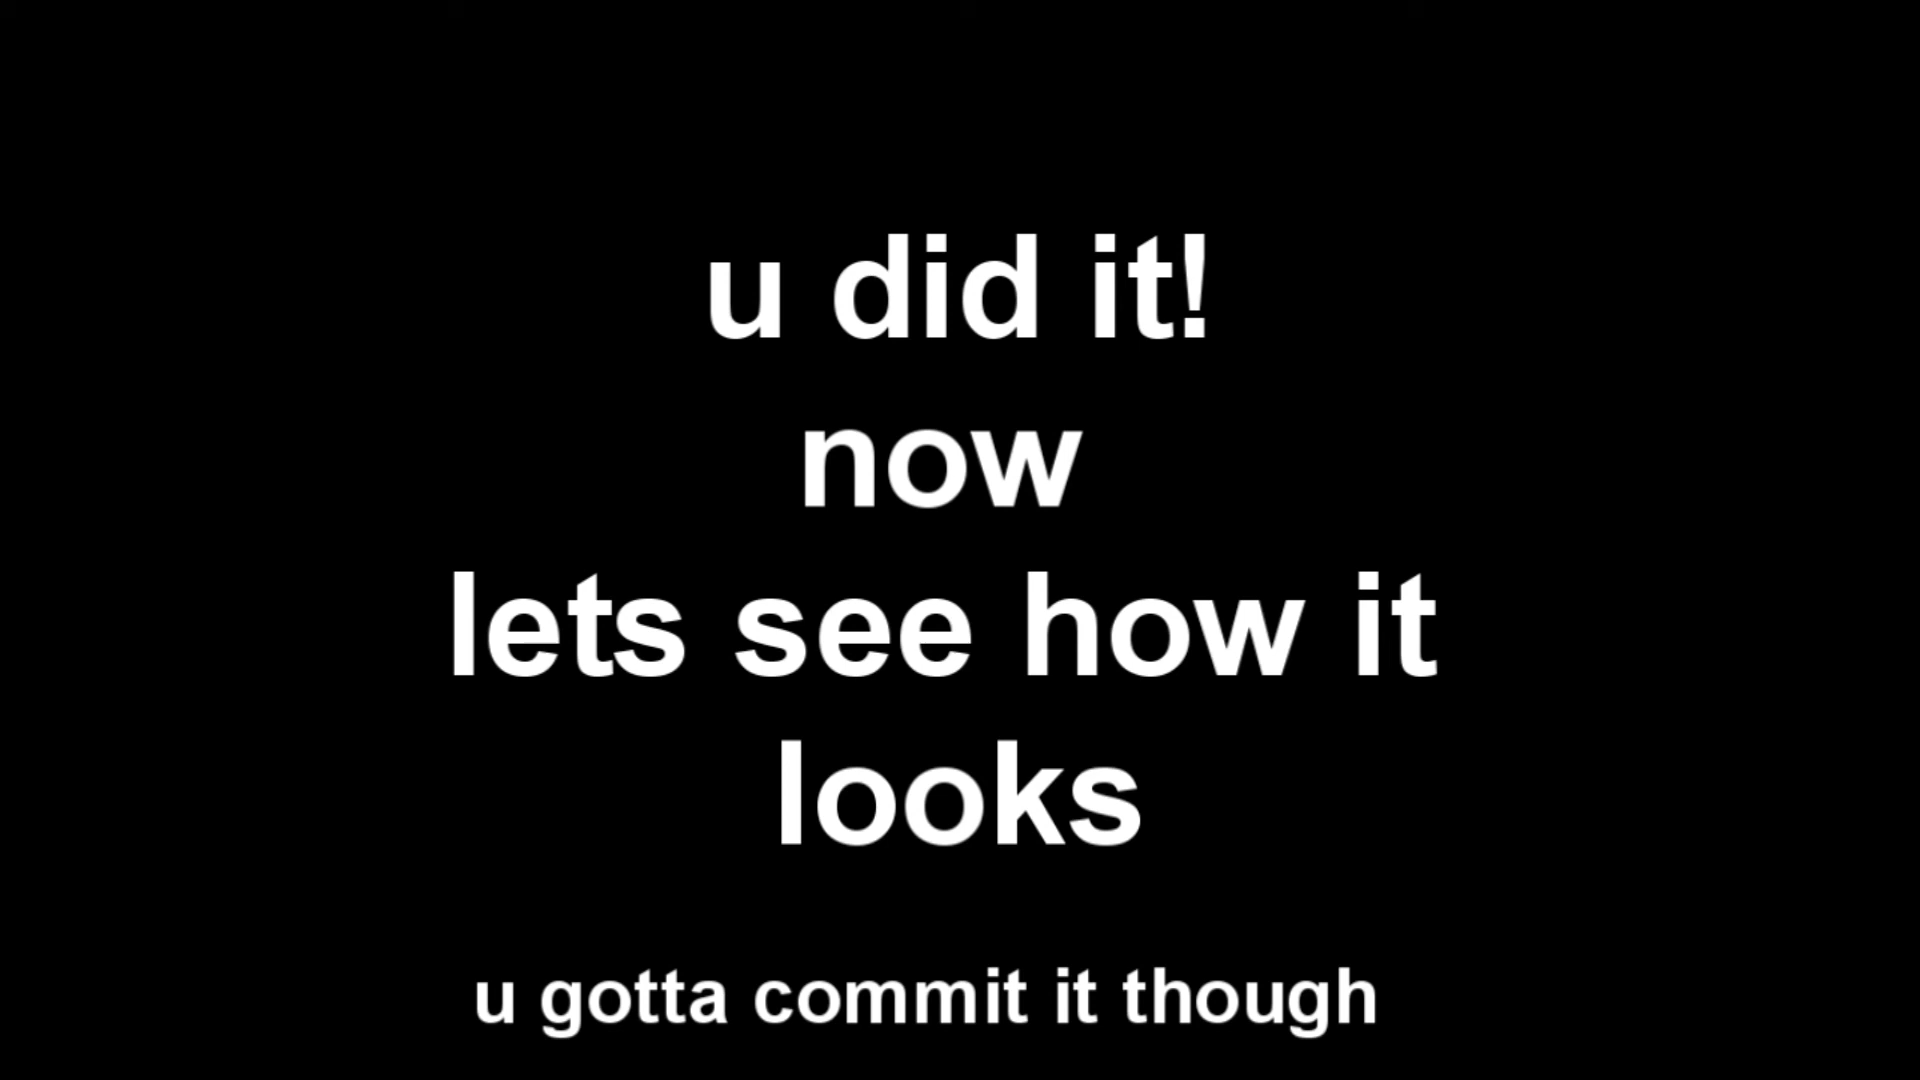 u did it!
now
lets see how it
looks
u gotta commit it though